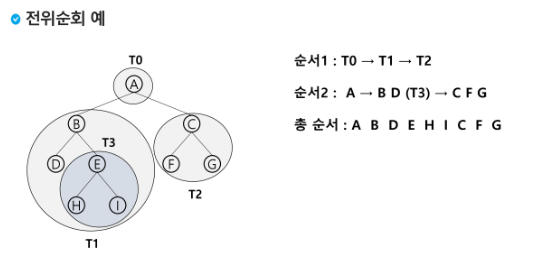 전위순회 예
T0
A
B
C
T3
D
E
F
G
H
I
T2
T1
순서1 : T0 → T1 → T2
순서2 : A → B D (T3) → C F G
총 순서 : A B D E H I C F G